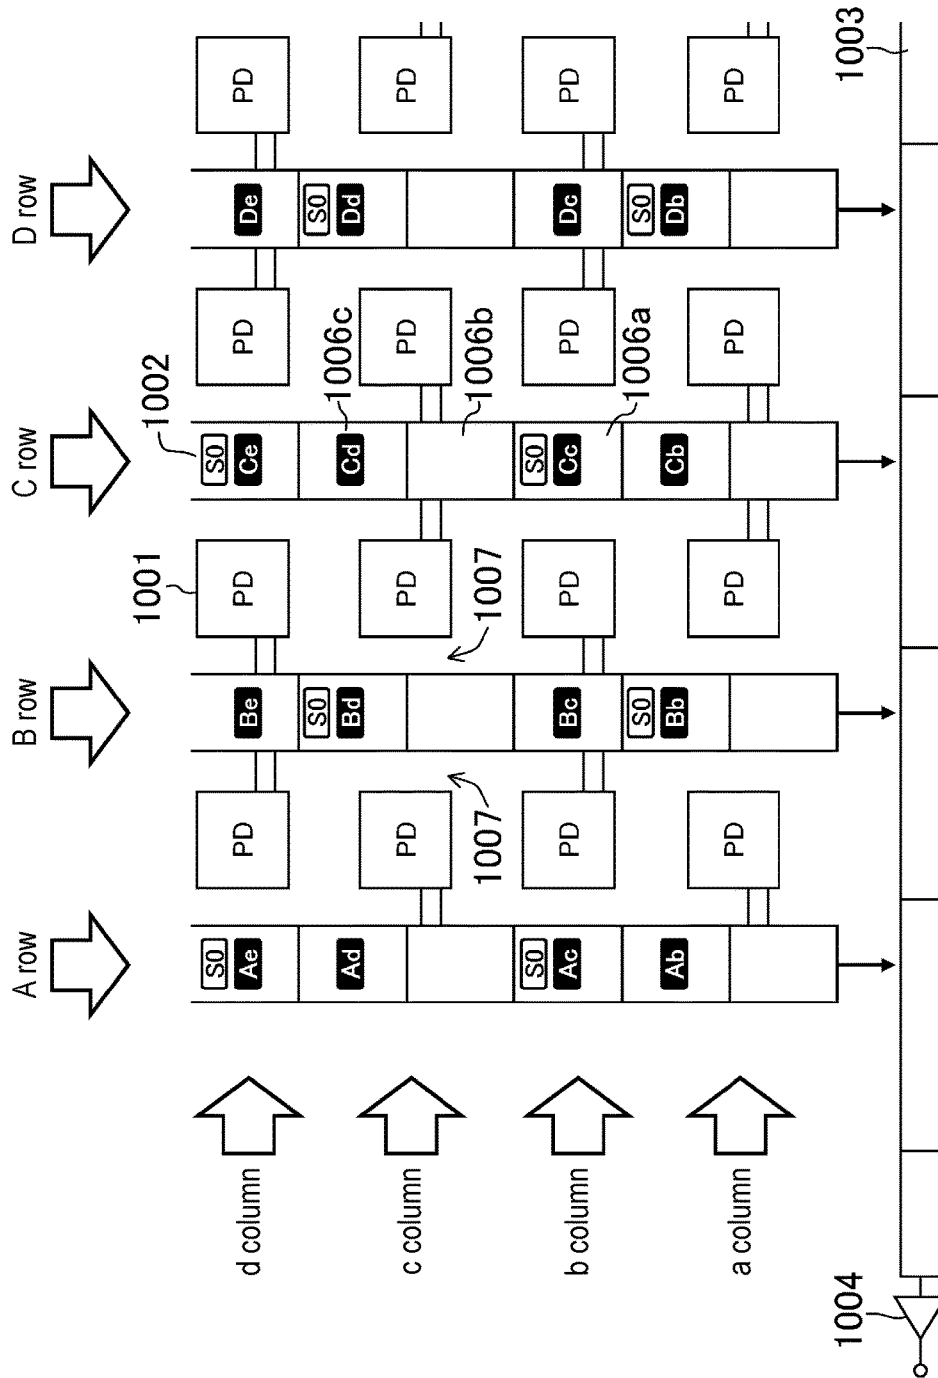 A row B row C row D row
1001 1002
S0 S0
d column Ae PD Be PD Ce PD De PD
S0 1006c S0
Ad Bd Cd Dd
c column PD PD PD PD
1007 1007 1006b
S0 S0
b column Ac PD Bc PD Cc PD Dc PD
S0 1006a S0
Ab Bb Cb Db
a column PD PD PD PD
1004 1003